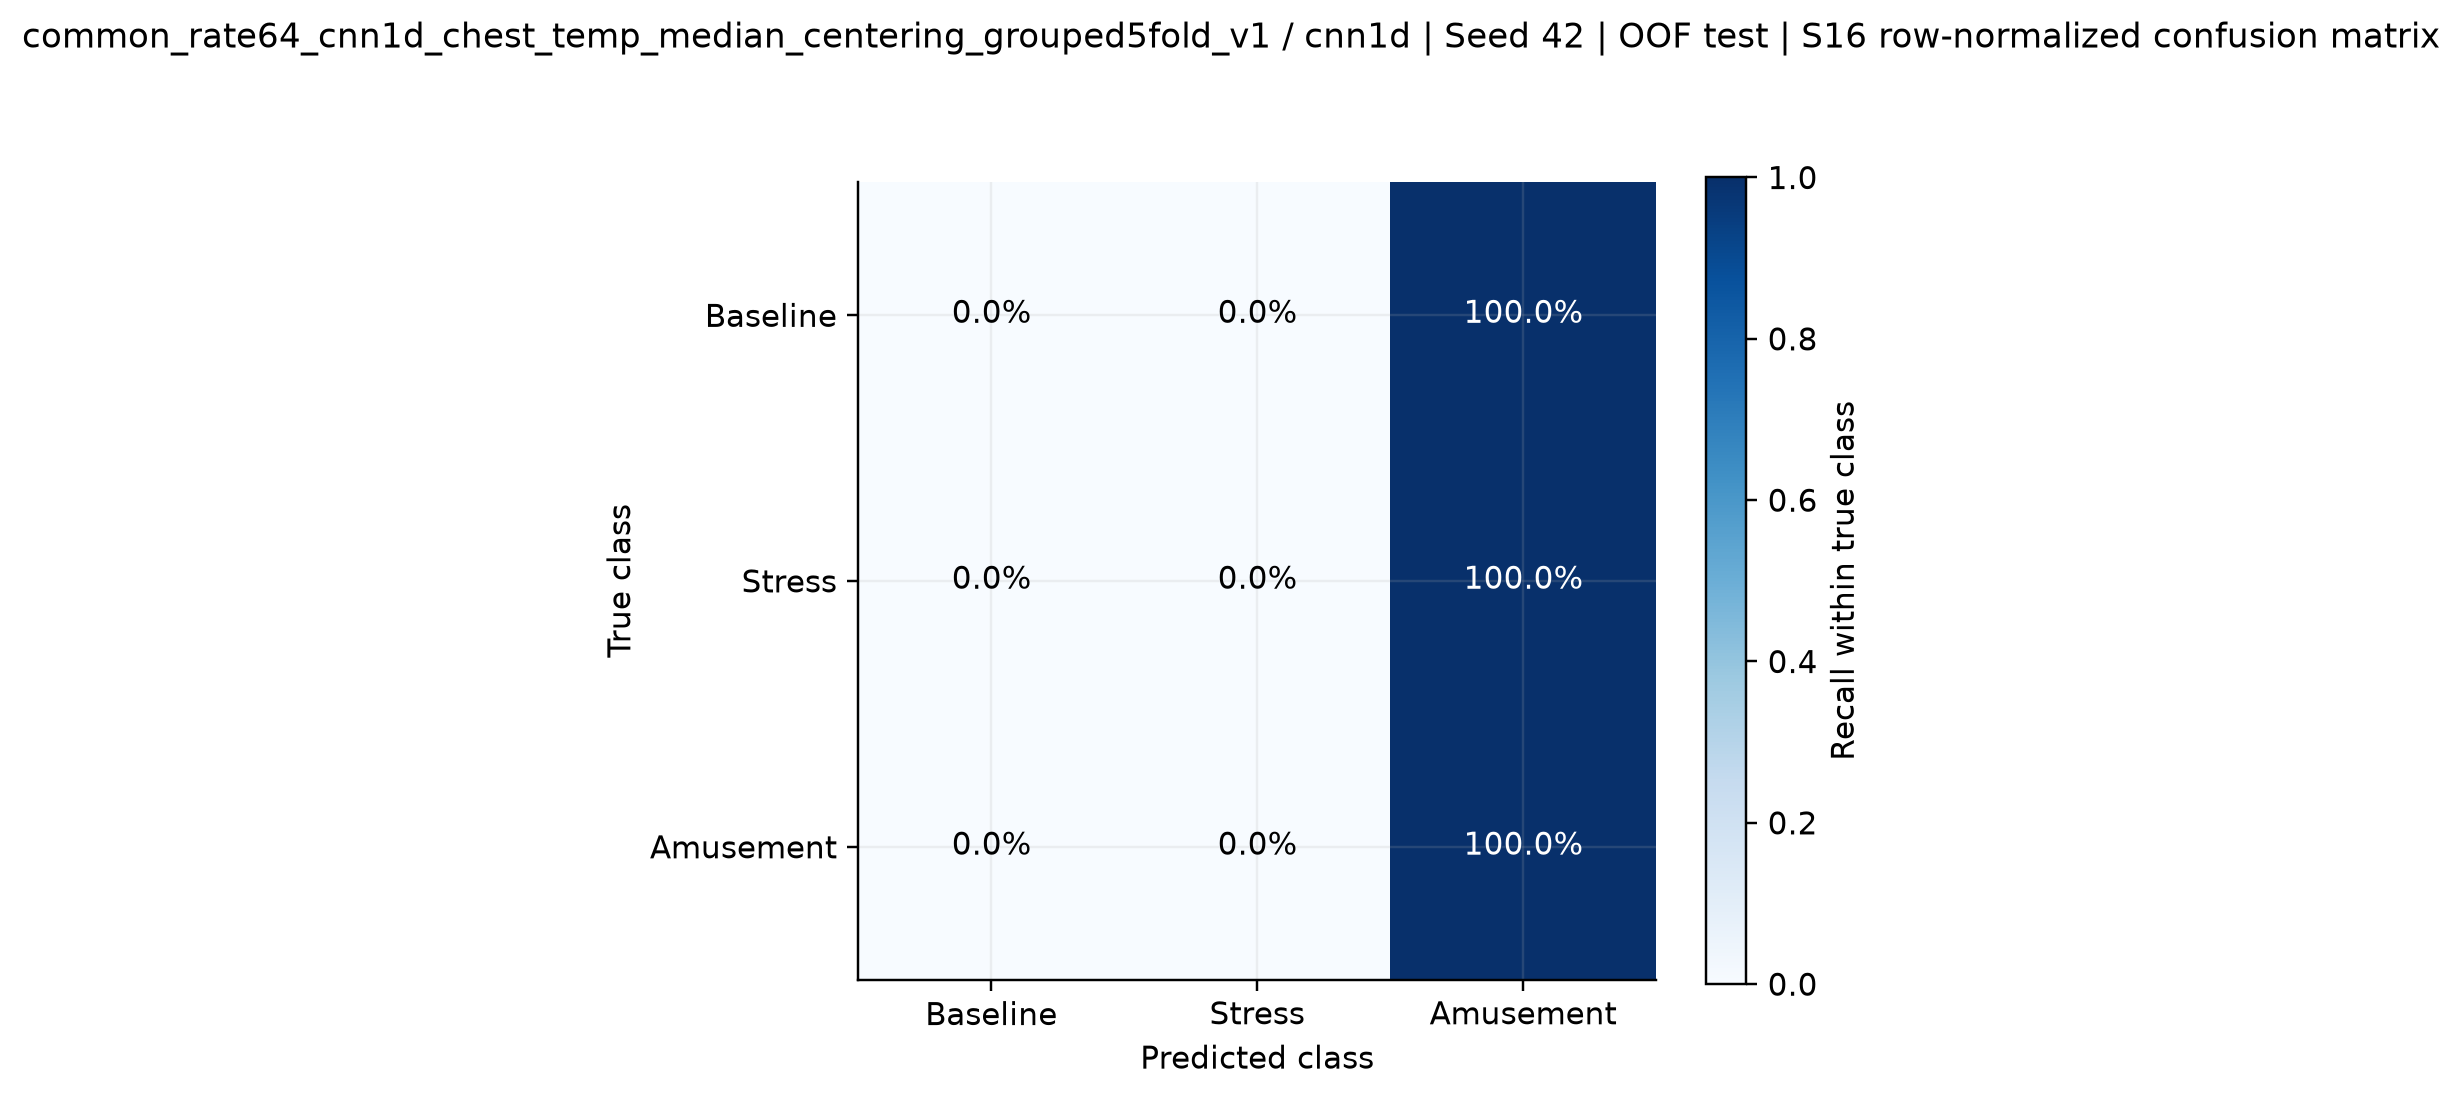 common_rate64_cnn1d_chest_temp_median_centering_grouped5fold_v1 / cnn1d | Seed 42 | OOF test | S16 row-normalized confusion matrix
True class
Baseline
0.0%
0.0%
100.0%
Stress
0.0%
0.0%
100.0%
Amusement
0.0%
0.0%
100.0%
Baseline
Stress
Amusement
Predicted class
1.0
0.8
0.6
0.4
0.2
0.0
Recall within true class